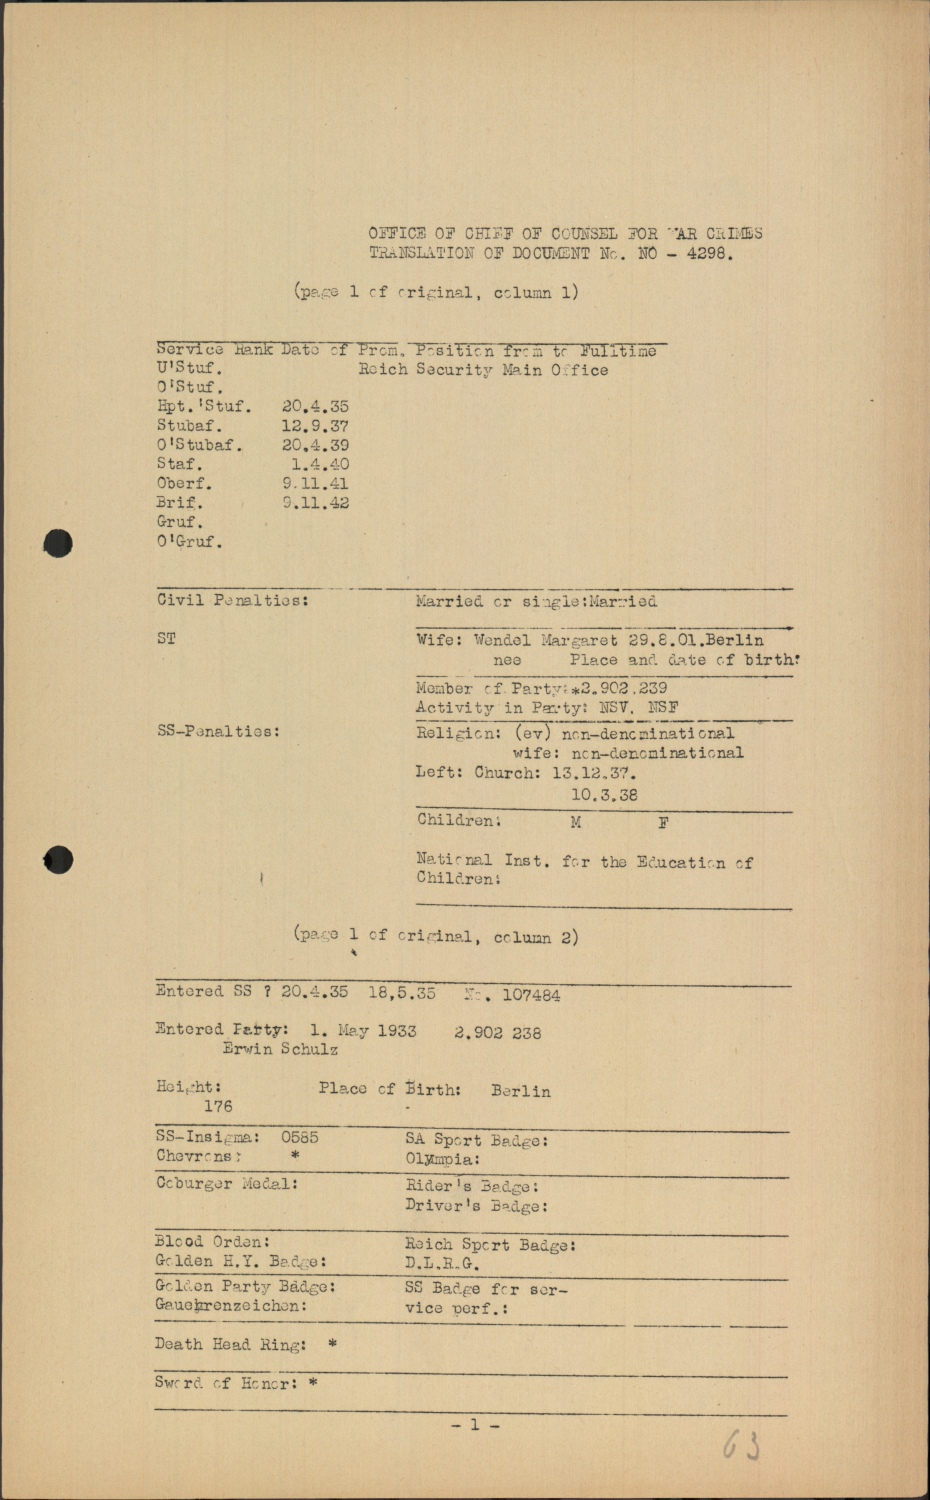 OFFICE OF CHIEF OF COUNSEL FOR WAR CRIMES
TRANSLATION OF DOCUMENT No. NO - 4298.
(page 1 of original, column 1)
Service Rank Date of Prom. Position from to Fulltime
U'Stuf. Reich Security Main Office
O'Stuf.
Hpt.'Stuf. 20.4.35
Stubaf. 12.9.37
O'Stubaf. 20.4.39
Staf. 1.4.40
Oberf. 9.11.41
Brif. 9.11.42
Gruf.
O'Gruf.
Civil Penalties: Married or single:Married
ST Wife: Wendel Margaret 29.8.01.Berlin
nee Place and date of birth:
Member of Party:*2.902.239
Activity in Party: NSV. NSF
SS-Penalties: Religion: (ev) non-denominational
wife: non-denominational
Left: Church: 13.12.37.
10.3.38
Children: M F
National Inst. for the Education of
Children:
(page 1 of original, column 2)
Entered SS ? 20.4.35 18,5.35 Nr. 107484
Entered Party: 1. May 1933 2.902 238
Erwin Schulz
Height: Place of Birth: Berlin
176 -
SS-Insigma: 0585 SA Sport Badge:
Chevrons: * Olympia:
Coburger Medal: Rider's Badge:
Driver's Badge:
Blood Orden: Reich Sport Badge:
Golden H.Y. Badge: D.L.R.G.
Golden Party Badge: SS Badge for ser-
Gauehrenzeichen: vice perf.:
Death Head Ring: *
Sword of Honor: *
- 1 -
63